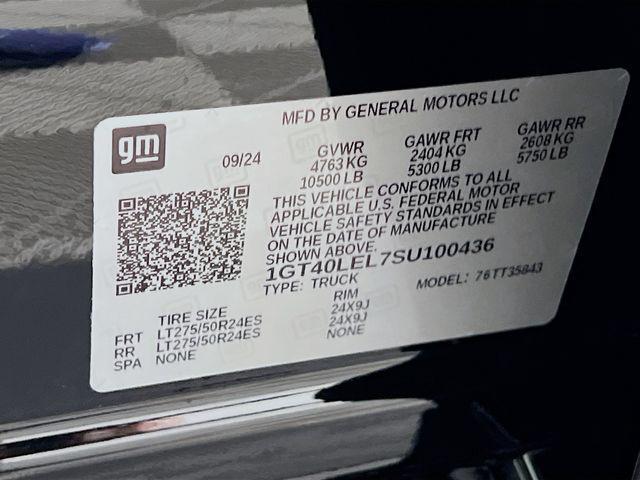 MFD BY GENERAL MOTORS LLC
gm
09/24
GVWR GAWR FRT GAWR RR
4763 KG 2404 KG 2608 KG
10500 LB 5300 LB 5750 LB
THIS VEHICLE CONFORMS TO ALL
APPLICABLE U.S. FEDERAL MOTOR
VEHICLE SAFETY STANDARDS IN EFFECT
ON THE DATE OF MANUFACTURE
SHOWN ABOVE.
1GT40LEL7SU100436
TYPE: TRUCK MODEL: 76TT35843
TIRE SIZE RIM
FRT LT275/50R24ES 24X9J
RR LT275/50R24ES 24X9J
SPA NONE NONE